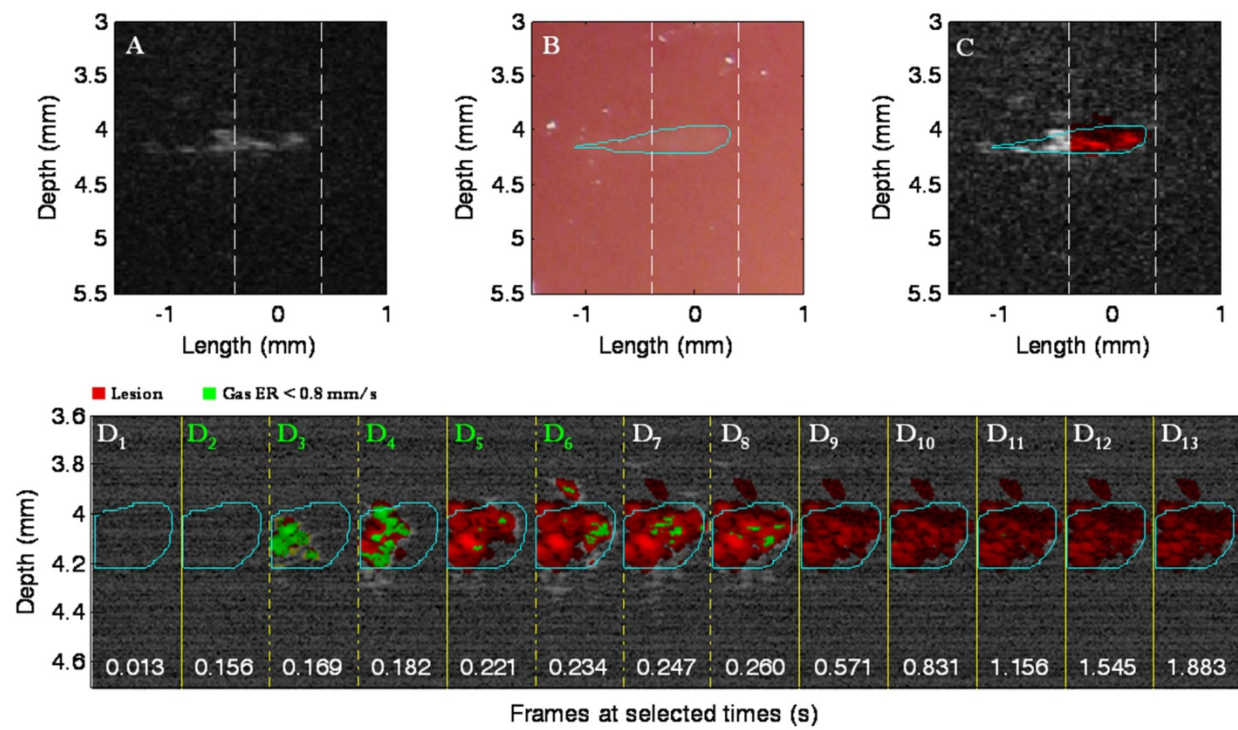 A
B
C
3
3.5
4
4.5
5
5.5
Depth (mm)
-1
0
1
Length (mm)
3
3.5
4
4.5
5
5.5
Depth (mm)
-1
0
1
Length (mm)
3
3.5
4
4.5
5
5.5
Depth (mm)
-1
0
1
Length (mm)
Lesion
Gas ER < 0.8 mm/s
3.6
3.8
4
4.2
4.4
4.6
Depth (mm)
D1 D2 D3 D4 D5 D6 D7 D8 D9 D10 D11 D12 D13
0.013 0.156 0.169 0.182 0.221 0.234 0.247 0.260 0.571 0.831 1.156 1.545 1.883
Frames at selected times (s)